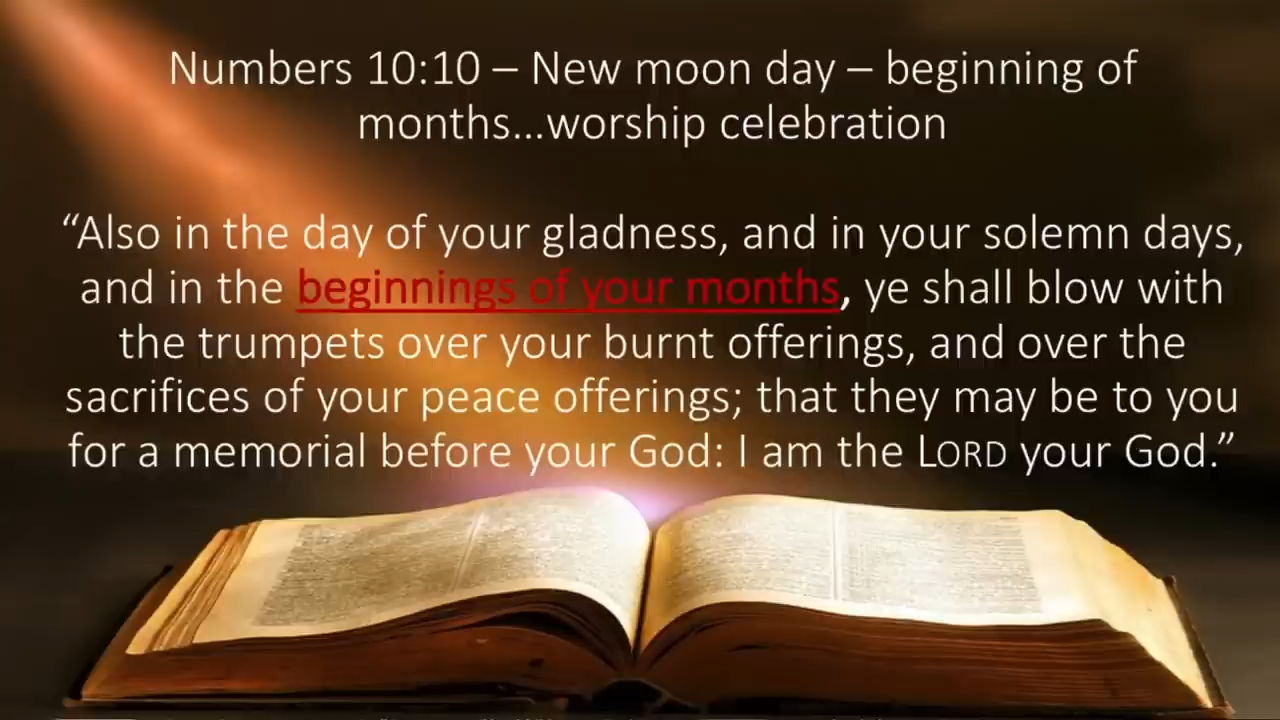 Numbers 10:10 – New moon day – beginning of
months...worship celebration
“Also in the day of your gladness, and in your solemn days,
and in the beginnings of your months, ye shall blow with
the trumpets over your burnt offerings, and over the
sacrifices of your peace offerings; that they may be to you
for a memorial before your God: I am the LORD your God.”